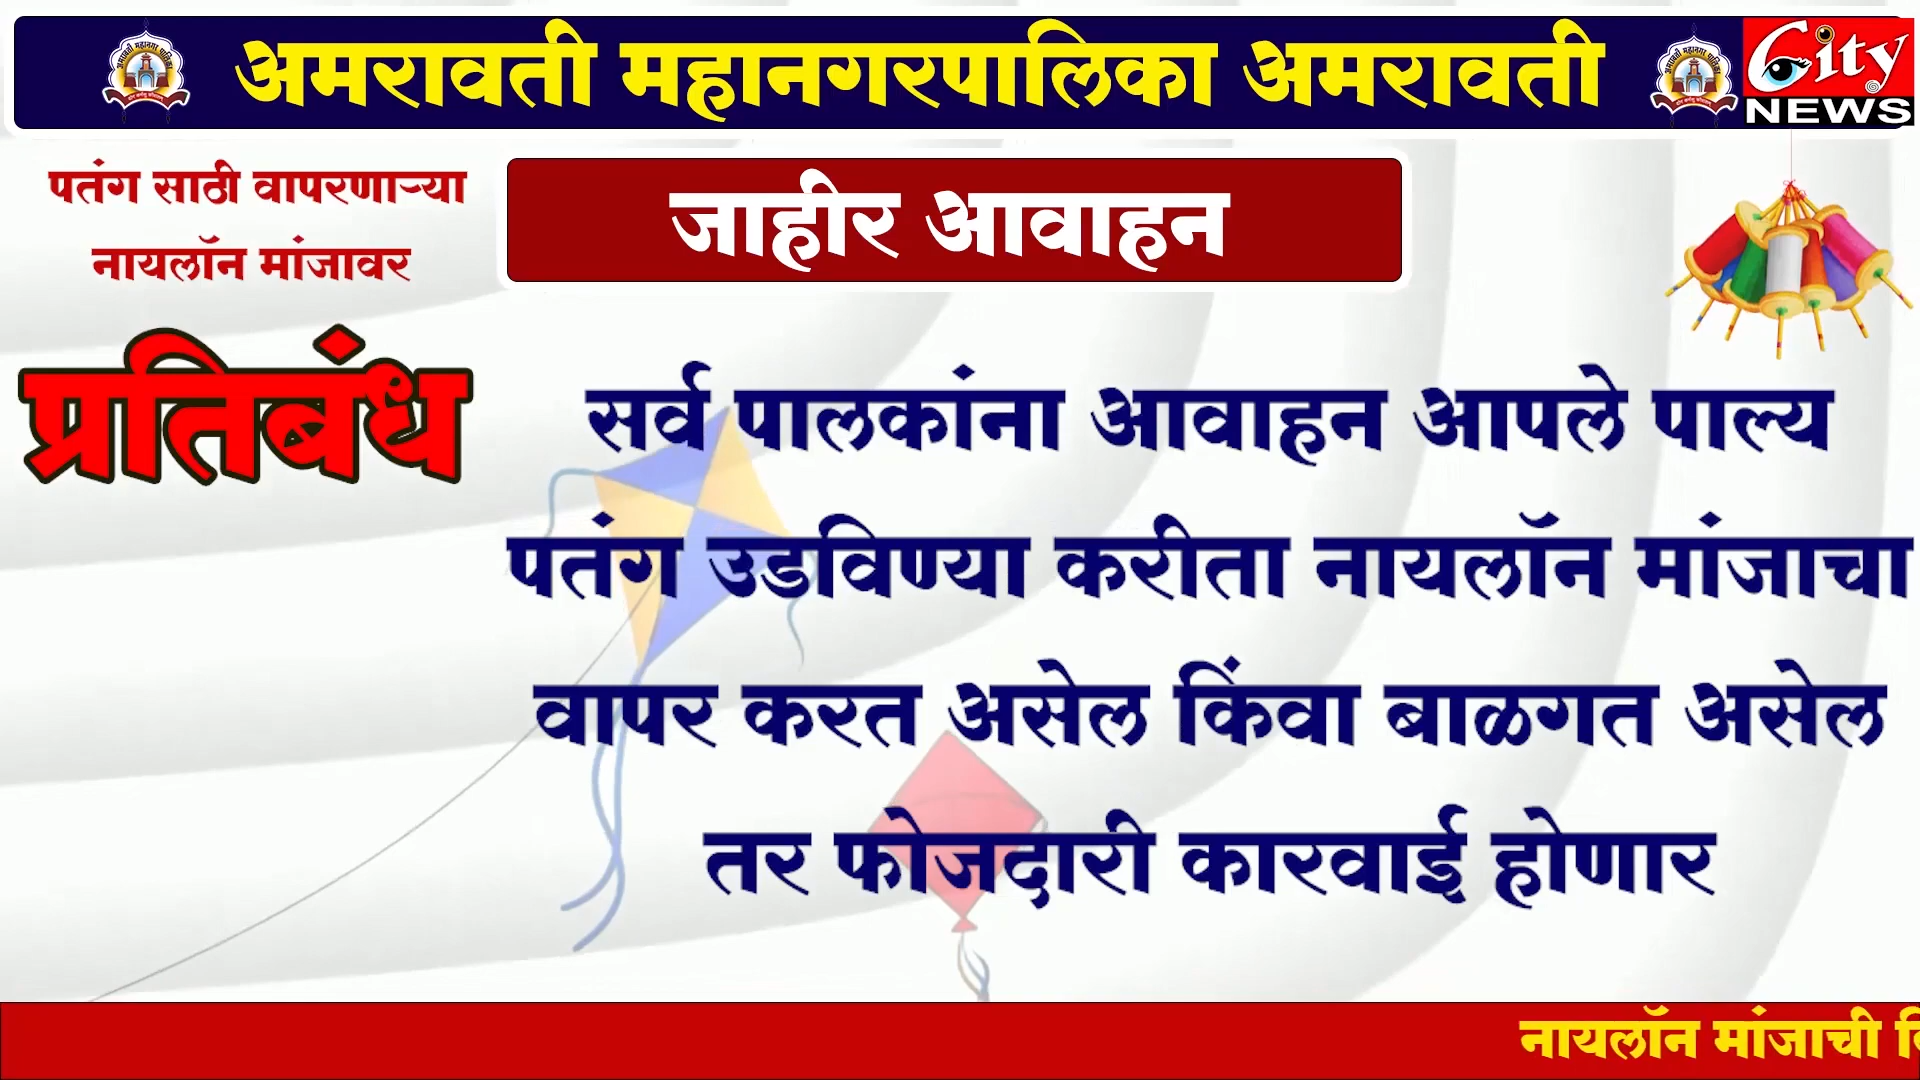 अमरावती महानगरपालिका अमरावती
City
NEWS
पतंग साठी वापरणाऱ्या
नायलॉन मांजावर
प्रतिबंध
जाहीर आवाहन
सर्व पालकांना आवाहन आपले पाल्य
पतंग उडविण्या करीता नायलॉन मांजाचा
वापर करत असेल किंवा बाळगत असेल
तर फोजदारी कारवाई होणार
नायलॉन मांजाची